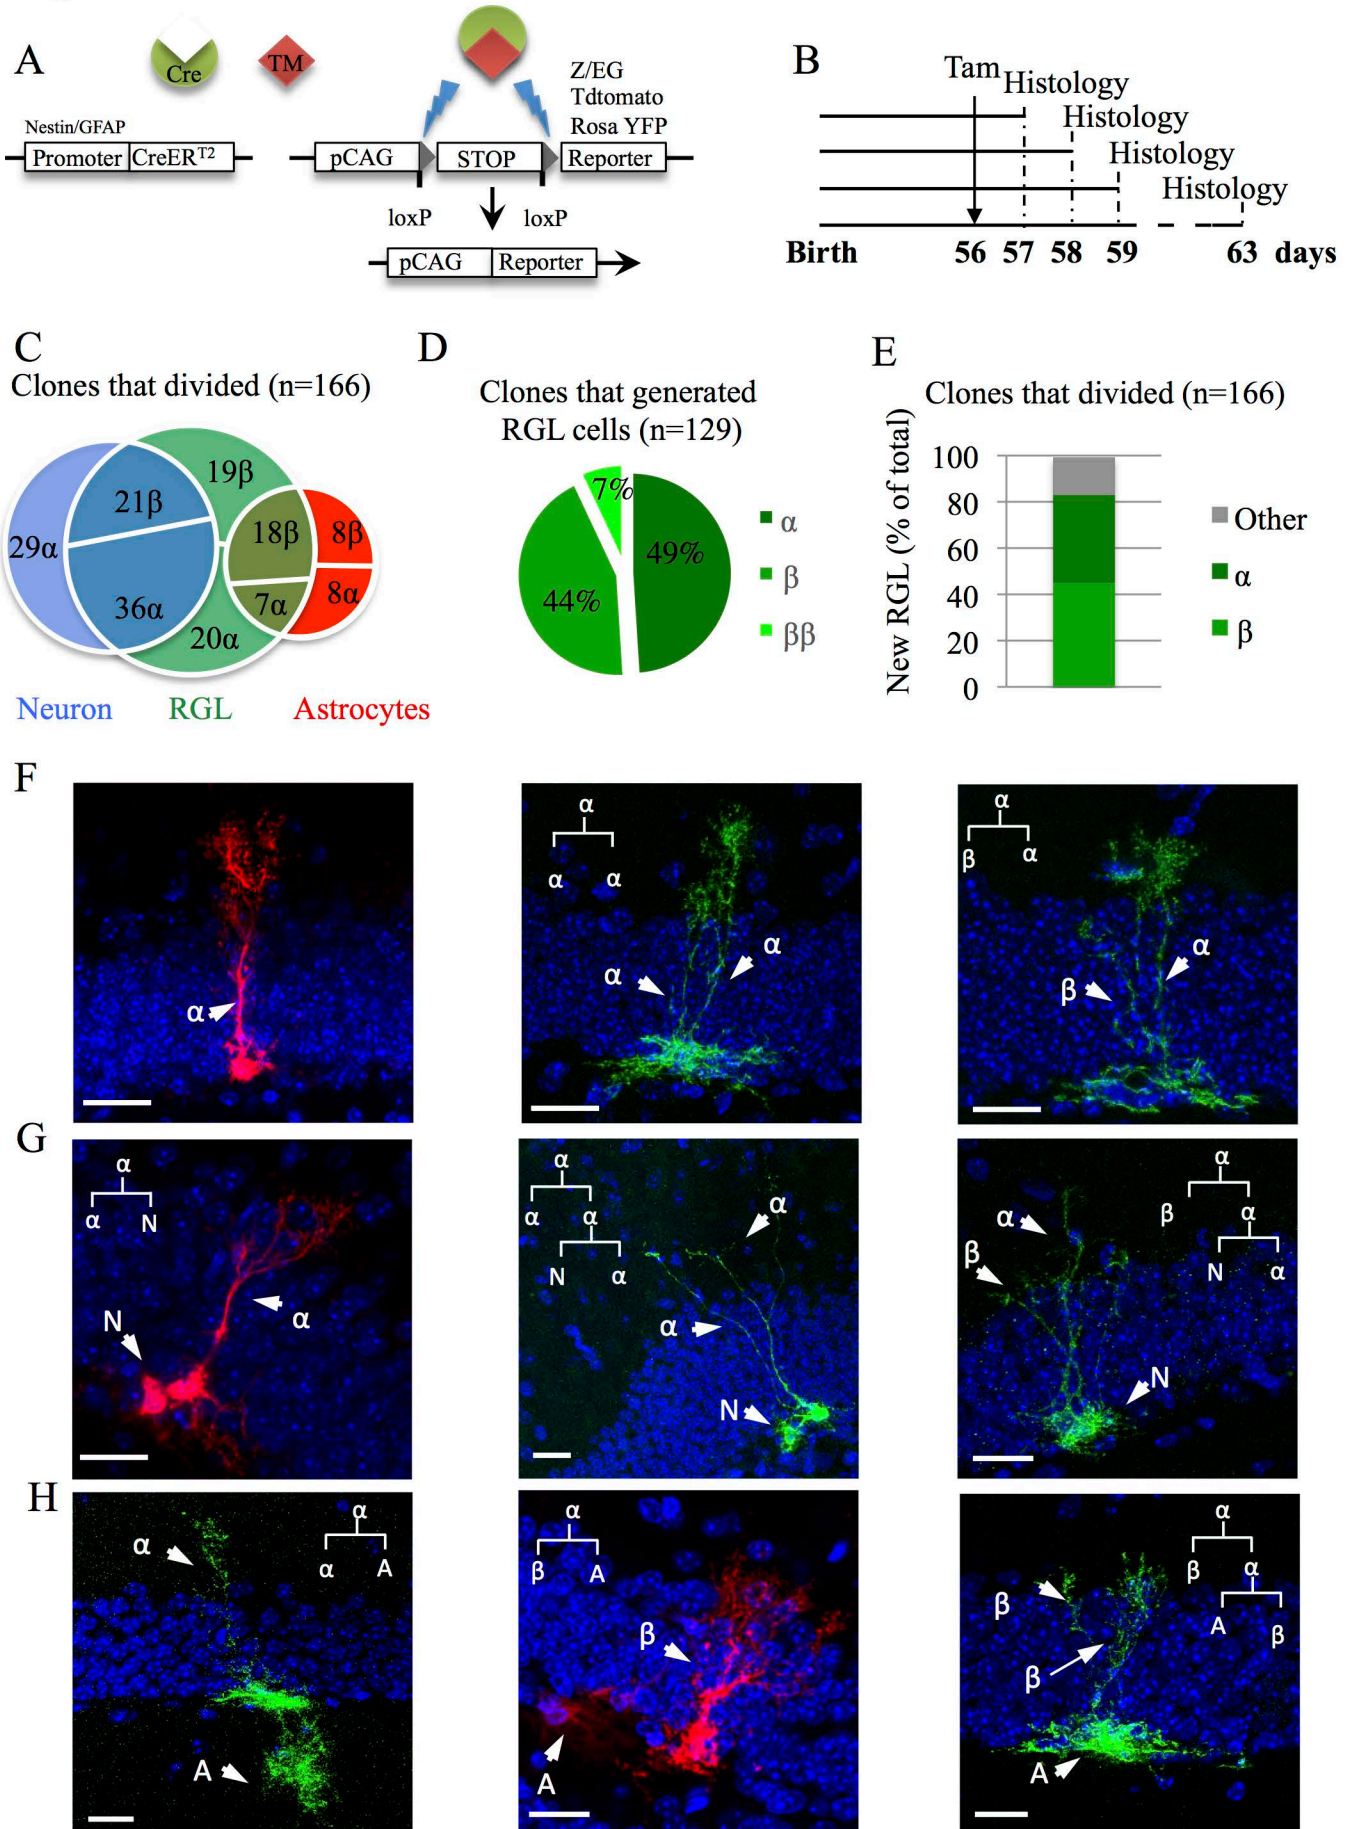 A
Cre
TM
Z/EG
Tdtomato
Rosa YFP
Nestin/GFAP
Promoter CreER^T2
pCAG STOP Reporter
loxP loxP
pCAG Reporter
B
Tam
Histology
Histology
Histology
Histology
Birth 56 57 58 59 63 days
C
Clones that divided (n=166)
19β
21β
18β 8β
29α
36α 7α 8α
20α
Neuron RGL Astrocytes
D
Clones that generated
RGL cells (n=129)
7%
49%
44%
α
β
ββ
E
Clones that divided (n=166)
New RGL (% of total)
100
80
60
40
20
0
Other
α
β
F
α
α
α α
α
α
α
β α
α
β
G
α
α N
N
α
α
α α
N α
α
α
N
α
β α
N α
α
β
N
H
α
α
α A
A
α
β A
β
A
α
β α
A β
β
β
A